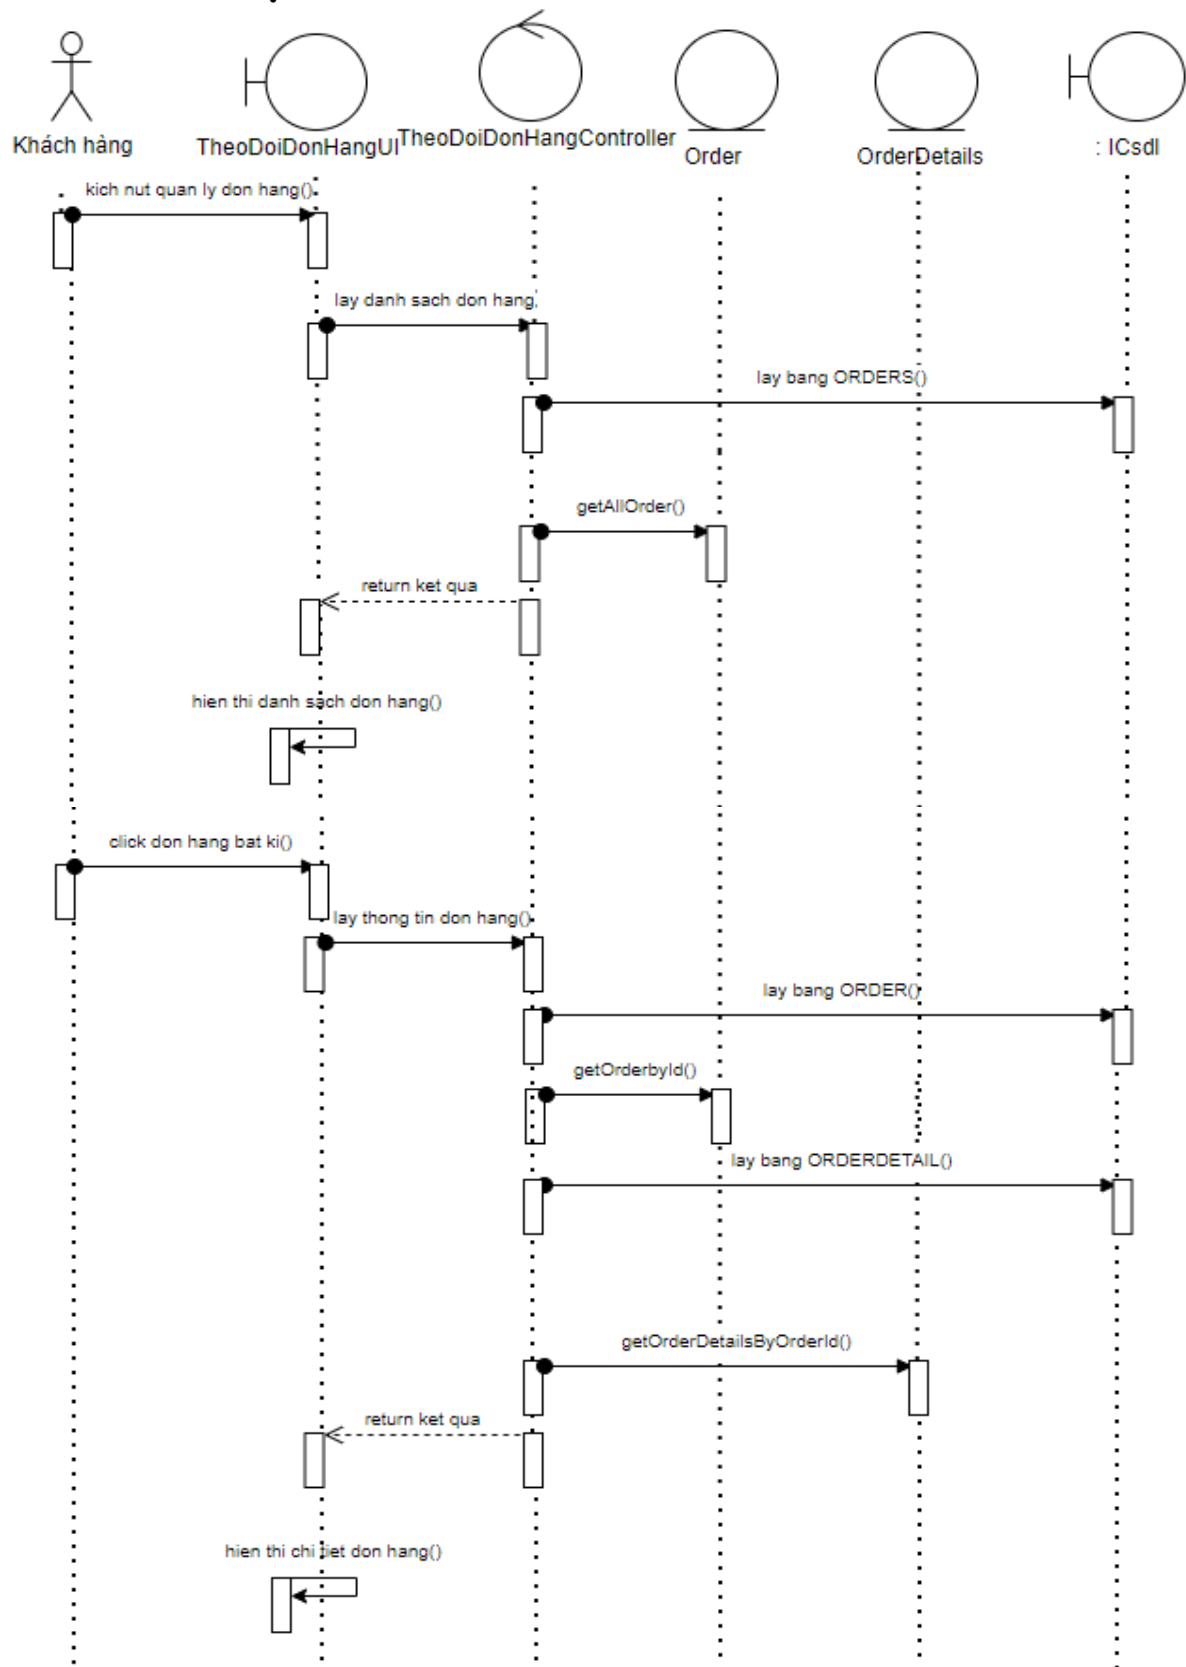 Khách hàng
TheoDoiDonHangUI
TheoDoiDonHangController
Order
OrderDetails
: ICsdl
kich nut quan ly don hang()
lay danh sach don hang
lay bang ORDERS()
getAllOrder()
return ket qua
hien thi danh sach don hang()
click don hang bat ki()
lay thong tin don hang()
lay bang ORDER()
getOrderbyId()
lay bang ORDERDETAIL()
getOrderDetailsByOrderId()
return ket qua
hien thi chi tiet don hang()